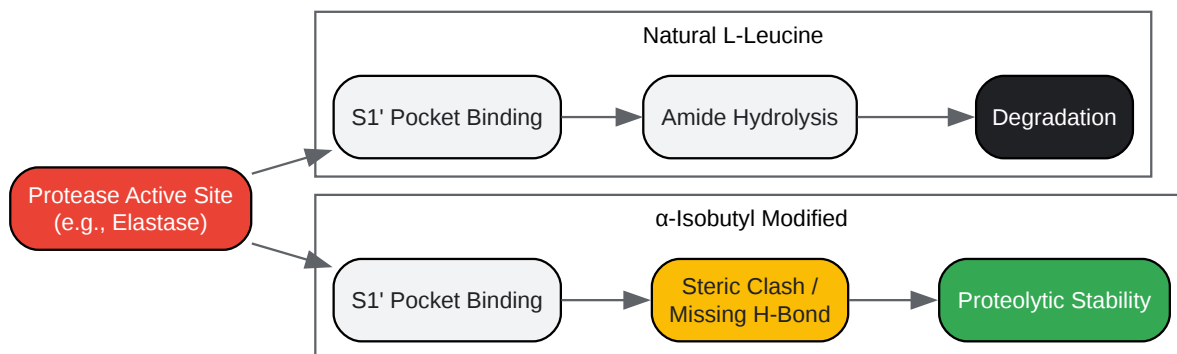 Natural L-Leucine
S1' Pocket Binding
Amide Hydrolysis
Degradation
Protease Active Site
(e.g., Elastase)
α-Isobutyl Modified
S1' Pocket Binding
Steric Clash /
Missing H-Bond
Proteolytic Stability